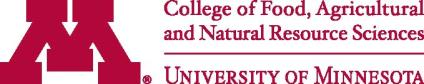 M®
College of Food, Agricultural
and Natural Resource Sciences
UNIVERSITY OF MINNESOTA